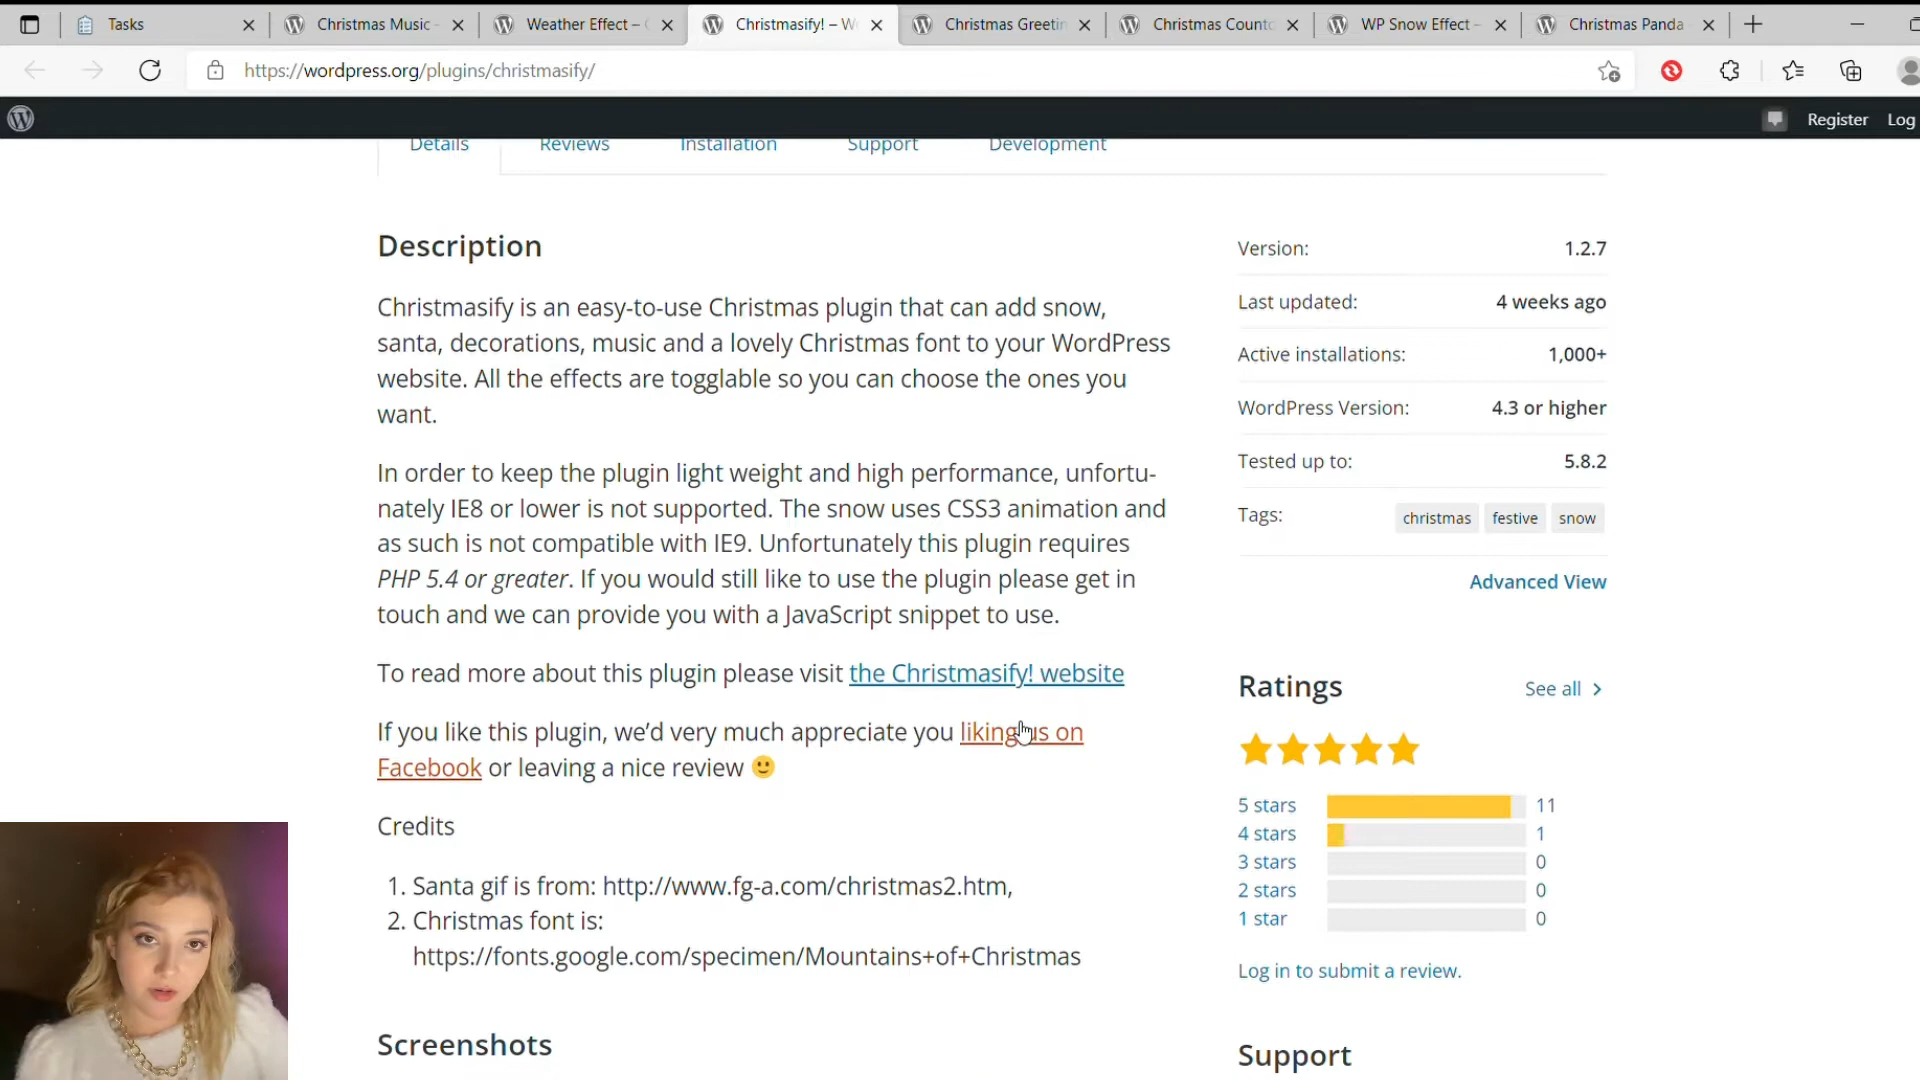 Tasks
Christmas Music -
Weather Effect –
Christmasify! – W
Christmas Greetin
Christmas Countd
WP Snow Effect -
Christmas Panda
https://wordpress.org/plugins/christmasify/
Register
Log
Details
Reviews
Installation
Support
Development
Description
Christmasify is an easy-to-use Christmas plugin that can add snow,
santa, decorations, music and a lovely Christmas font to your WordPress
website. All the effects are togglable so you can choose the ones you
want.
In order to keep the plugin light weight and high performance, unfortu-
nately IE8 or lower is not supported. The snow uses CSS3 animation and
as such is not compatible with IE9. Unfortunately this plugin requires
PHP 5.4 or greater. If you would still like to use the plugin please get in
touch and we can provide you with a JavaScript snippet to use.
To read more about this plugin please visit the Christmasify! website
If you like this plugin, we’d very much appreciate you liking us on
Facebook or leaving a nice review 🙂
Credits
1. Santa gif is from: http://www.fg-a.com/christmas2.htm,
2. Christmas font is:
https://fonts.google.com/specimen/Mountains+of+Christmas
Screenshots
Version: 1.2.7
Last updated: 4 weeks ago
Active installations: 1,000+
WordPress Version: 4.3 or higher
Tested up to: 5.8.2
Tags: christmas festive snow
Advanced View
Ratings See all
5 stars 11
4 stars 1
3 stars 0
2 stars 0
1 star 0
Log in to submit a review.
Support